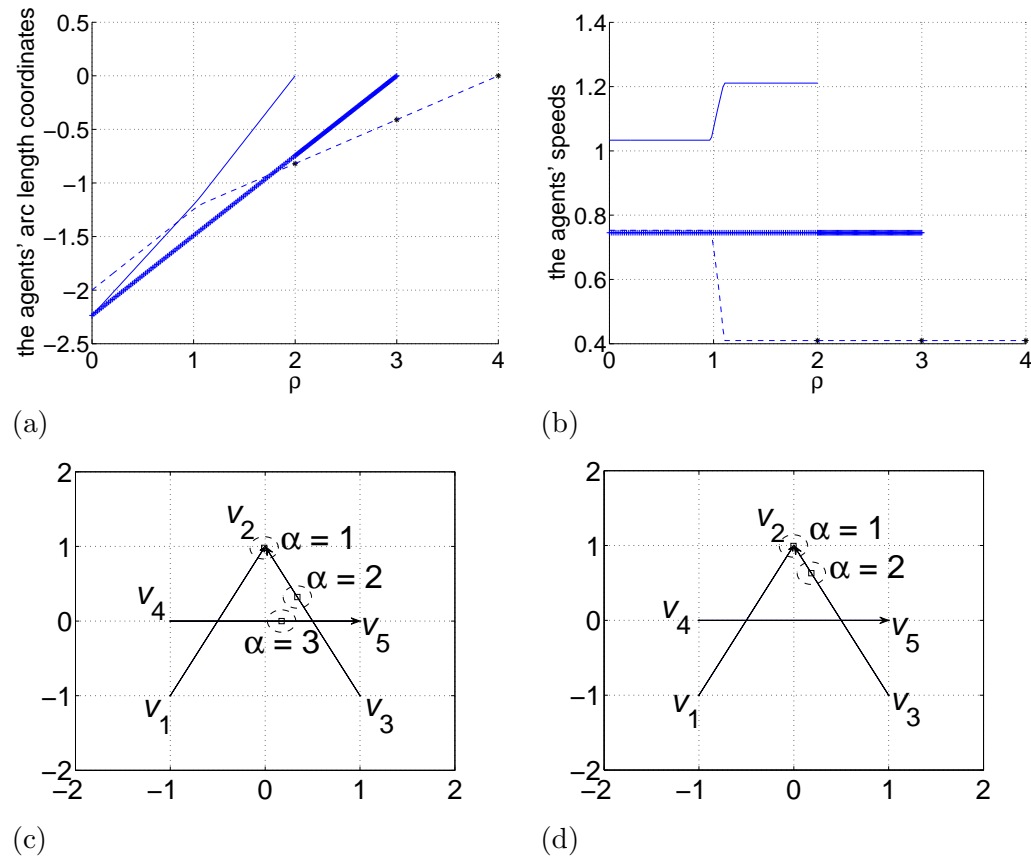 the agents' arc length coordinates
0.5
0
−0.5
−1
−1.5
−2
−2.5
0 1 2 3 4
ρ
(a)
the agents' speeds
1.4
1.2
1
0.8
0.6
0.4
0 1 2 3 4
ρ
(b)
2
1
0
−1
−2
−2 −1 0 1 2
v2
α = 1
α = 2
v4
v5
α = 3
v1
v3
(c)
2
1
0
−1
−2
−2 −1 0 1 2
v2
α = 1
α = 2
v4
v5
v1
v3
(d)